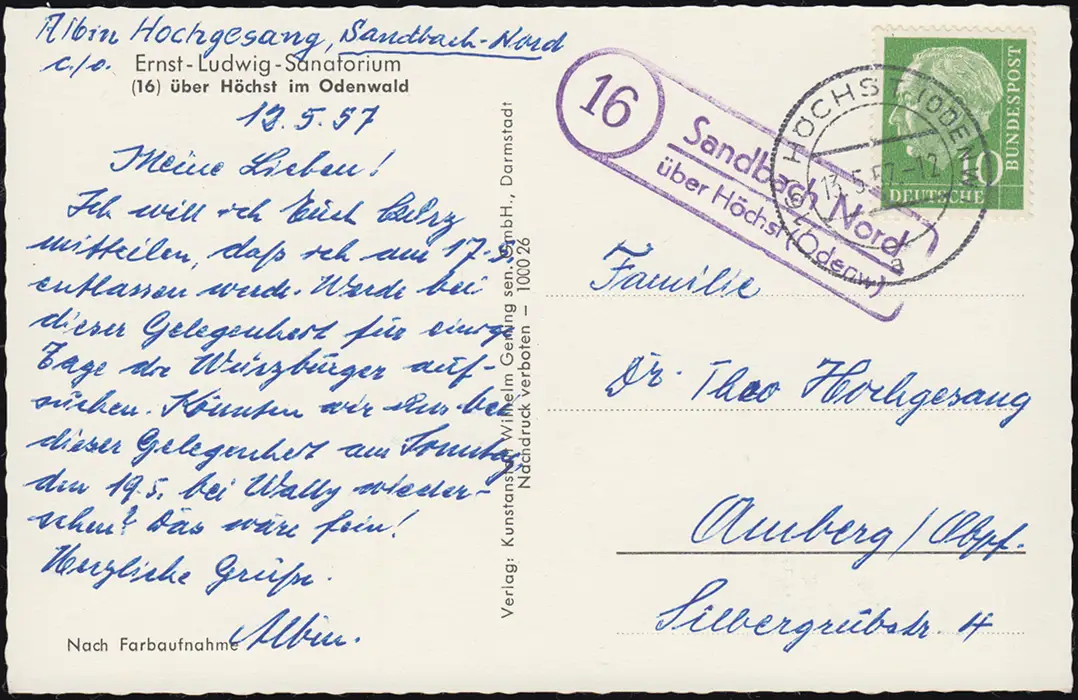 Albin Hochgesang, Sandbach-Nord
c/o. Ernst-Ludwig-Sanatorium
(16) über Höchst im Odenwald
12.5.57
Meine Lieben!
Ich will ich Euch kurz
mitteilen, daß ich am 17.5.
entlassen werde. Werde bei
dieser Gelegenheit für einige
Tage die Würzburger auf-
suchen. Könnten wir uns bei
dieser Gelegenheit am Sonntag,
den 19.5. bei Wally wieder-
sehen? Das wäre fein!
Herzliche Grüße.
Albin.
Nach Farbaufnahme
Verlag: Kunstanstalt Wilhelm Gerling sen. GmbH., Darmstadt
Nachdruck verboten – 1000 26
16
Sandbach Nord
über Höchst (Odenw)
HÖCHST (ODENW)
13.5.57-12
a
10
DEUTSCHE
BUNDESPOST
Familie
Dr. Theo Hochgesang
Amberg/Obpf.
Silbergrubstr. 4